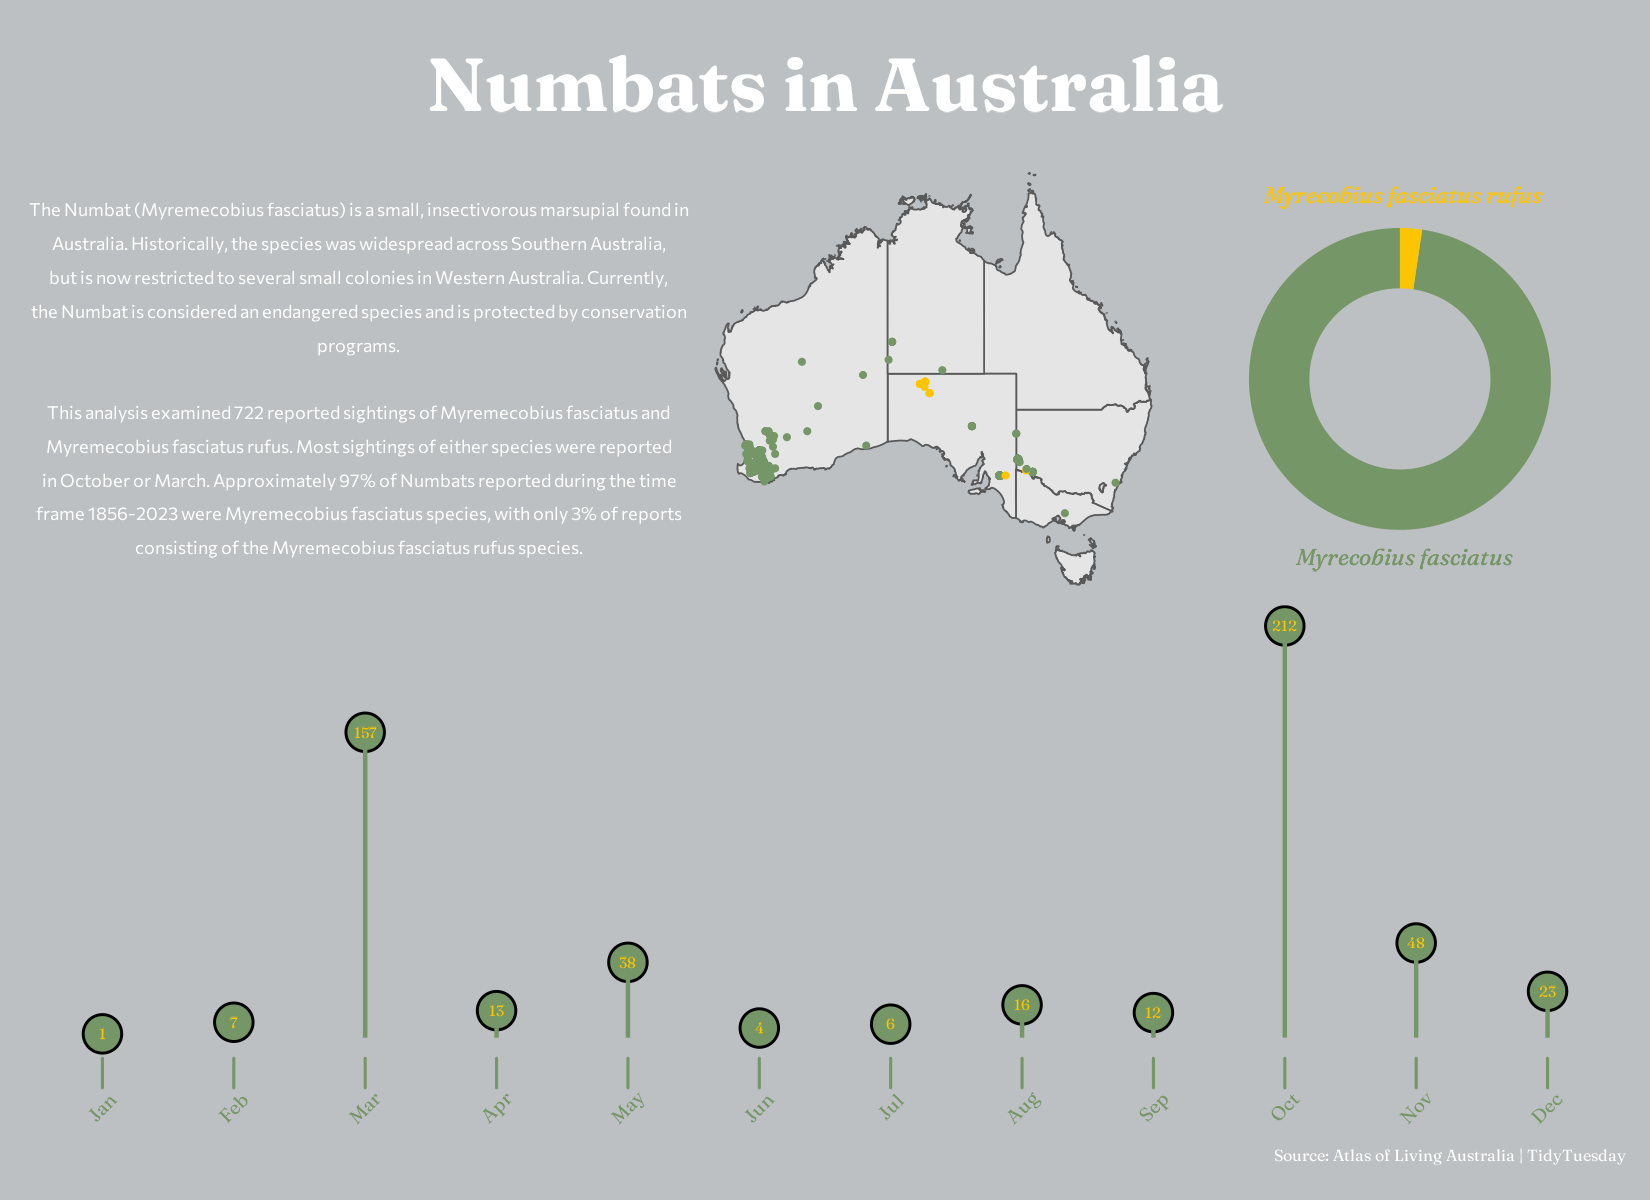 Numbats in Australia
The Numbat (Myremecobius fasciatus) is a small, insectivorous marsupial found in
Australia. Historically, the species was widespread across Southern Australia,
but is now restricted to several small colonies in Western Australia. Currently,
the Numbat is considered an endangered species and is protected by conservation
programs.
This analysis examined 722 reported sightings of Myremecobius fasciatus and
Myremecobius fasciatus rufus. Most sightings of either species were reported
in October or March. Approximately 97% of Numbats reported during the time
frame 1856-2023 were Myremecobius fasciatus species, with only 3% of reports
consisting of the Myremecobius fasciatus rufus species.
Myrecobius fasciatus rufus
Myrecobius fasciatus
1
7
157
13
38
4
6
16
12
212
48
23
Jan
Feb
Mar
Apr
May
Jun
Jul
Aug
Sep
Oct
Nov
Dec
Source: Atlas of Living Australia | TidyTuesday